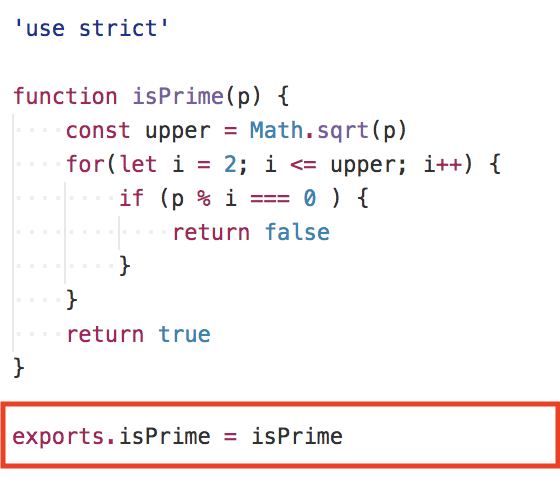 'use strict'
function isPrime(p) {
    const upper = Math.sqrt(p)
    for(let i = 2; i <= upper; i++) {
        if (p % i === 0 ) {
            return false
        }
    }
    return true
}
exports.isPrime = isPrime